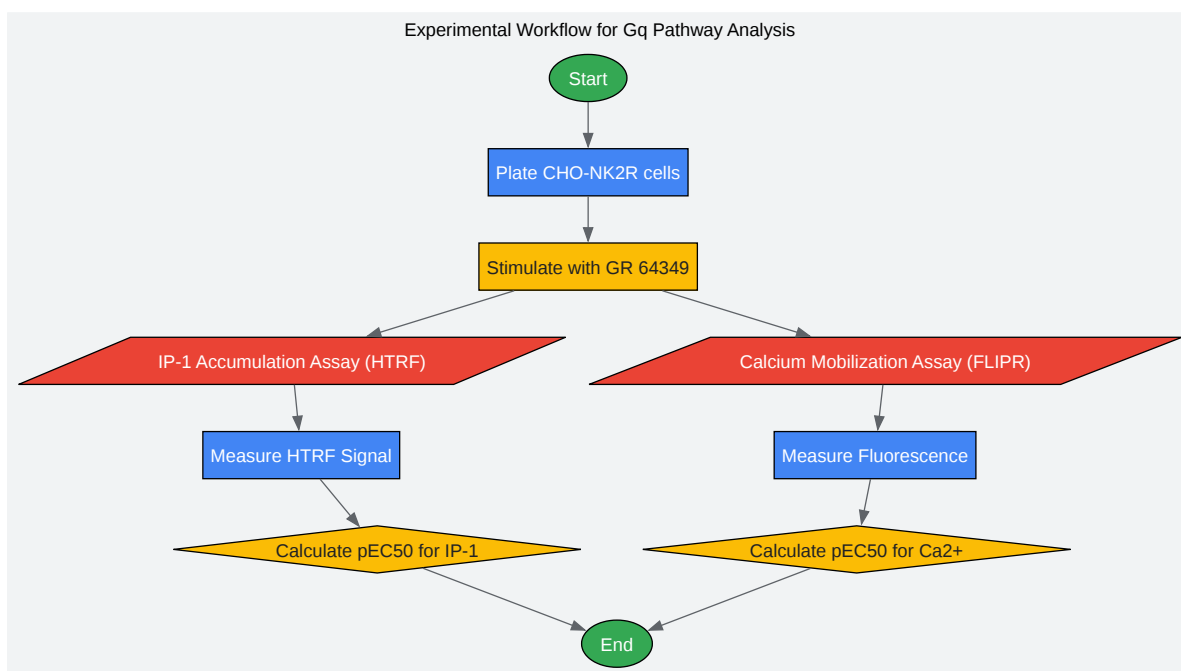 Experimental Workflow for Gq Pathway Analysis
Start
Plate CHO-NK2R cells
Stimulate with GR 64349
IP-1 Accumulation Assay (HTRF)
Calcium Mobilization Assay (FLIPR)
Measure HTRF Signal
Measure Fluorescence
Calculate pEC50 for IP-1
Calculate pEC50 for Ca2+
End